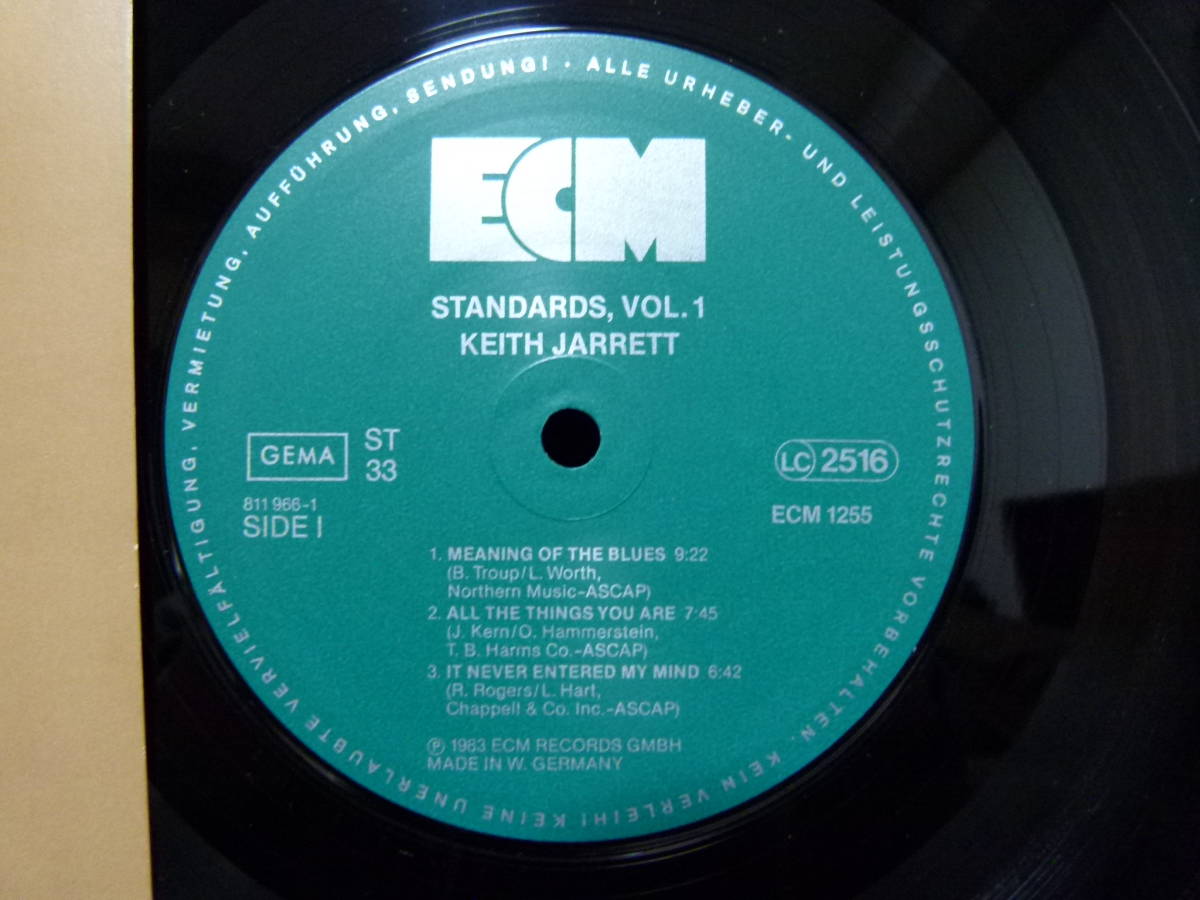 ALLE URHEBER- UND LEISTUNGSSCHUTZRECHTE VORBEHALTEN. KEIN VERLEIH! KEINE UNERLAUBTE VERVIELFÄLTIGUNG, VERMIETUNG, AUFFÜHRUNG, SENDUNG! ·
ECM
STANDARDS, VOL. 1
KEITH JARRETT
GEMA
ST
33
811 966-1
SIDE I
LC 2516
ECM 1255
1. MEANING OF THE BLUES 9:22
(B. Troup/L. Worth,
Northern Music-ASCAP)
2. ALL THE THINGS YOU ARE 7:45
(J. Kern/O. Hammerstein,
T. B. Harms Co.-ASCAP)
3. IT NEVER ENTERED MY MIND 6:42
(R. Rogers/L. Hart,
Chappell & Co. Inc.-ASCAP)
Ⓟ 1983 ECM RECORDS GMBH
MADE IN W. GERMANY